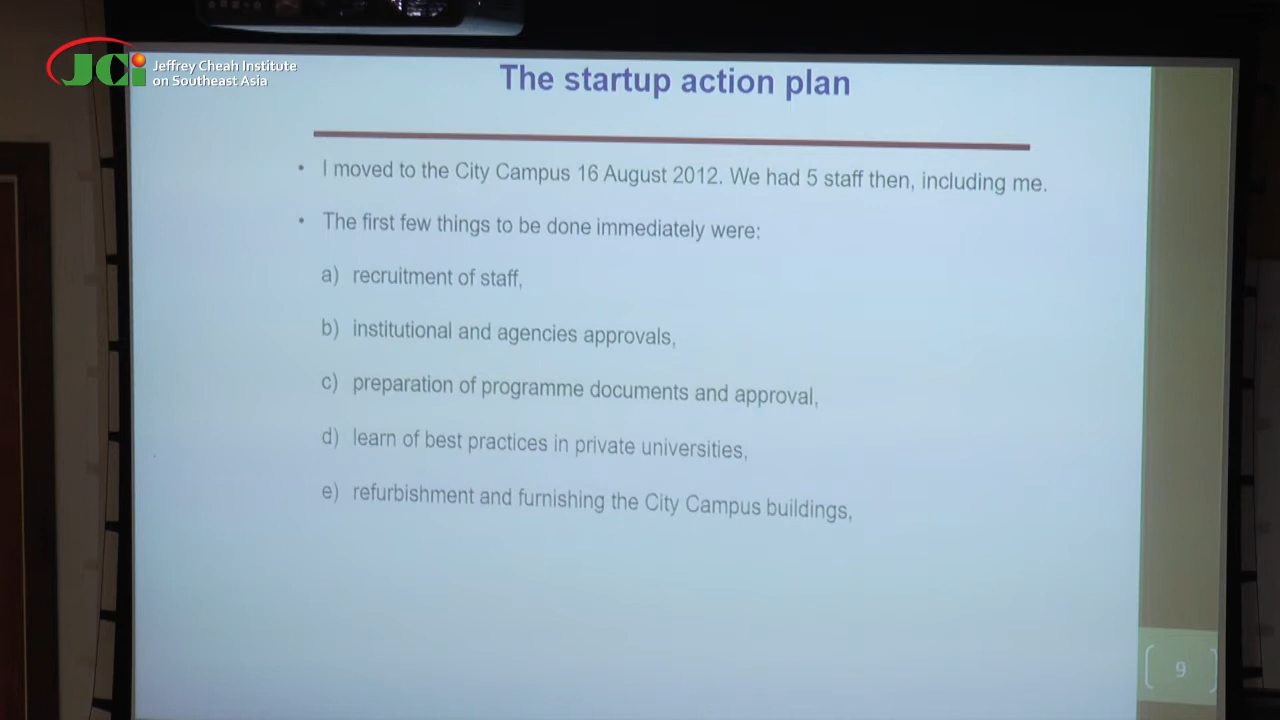 JCi Jeffrey Cheah Institute
on Southeast Asia
The startup action plan
• I moved to the City Campus 16 August 2012. We had 5 staff then, including me.
• The first few things to be done immediately were:
a) recruitment of staff,
b) institutional and agencies approvals,
c) preparation of programme documents and approval,
d) learn of best practices in private universities,
e) refurbishment and furnishing the City Campus buildings,
9